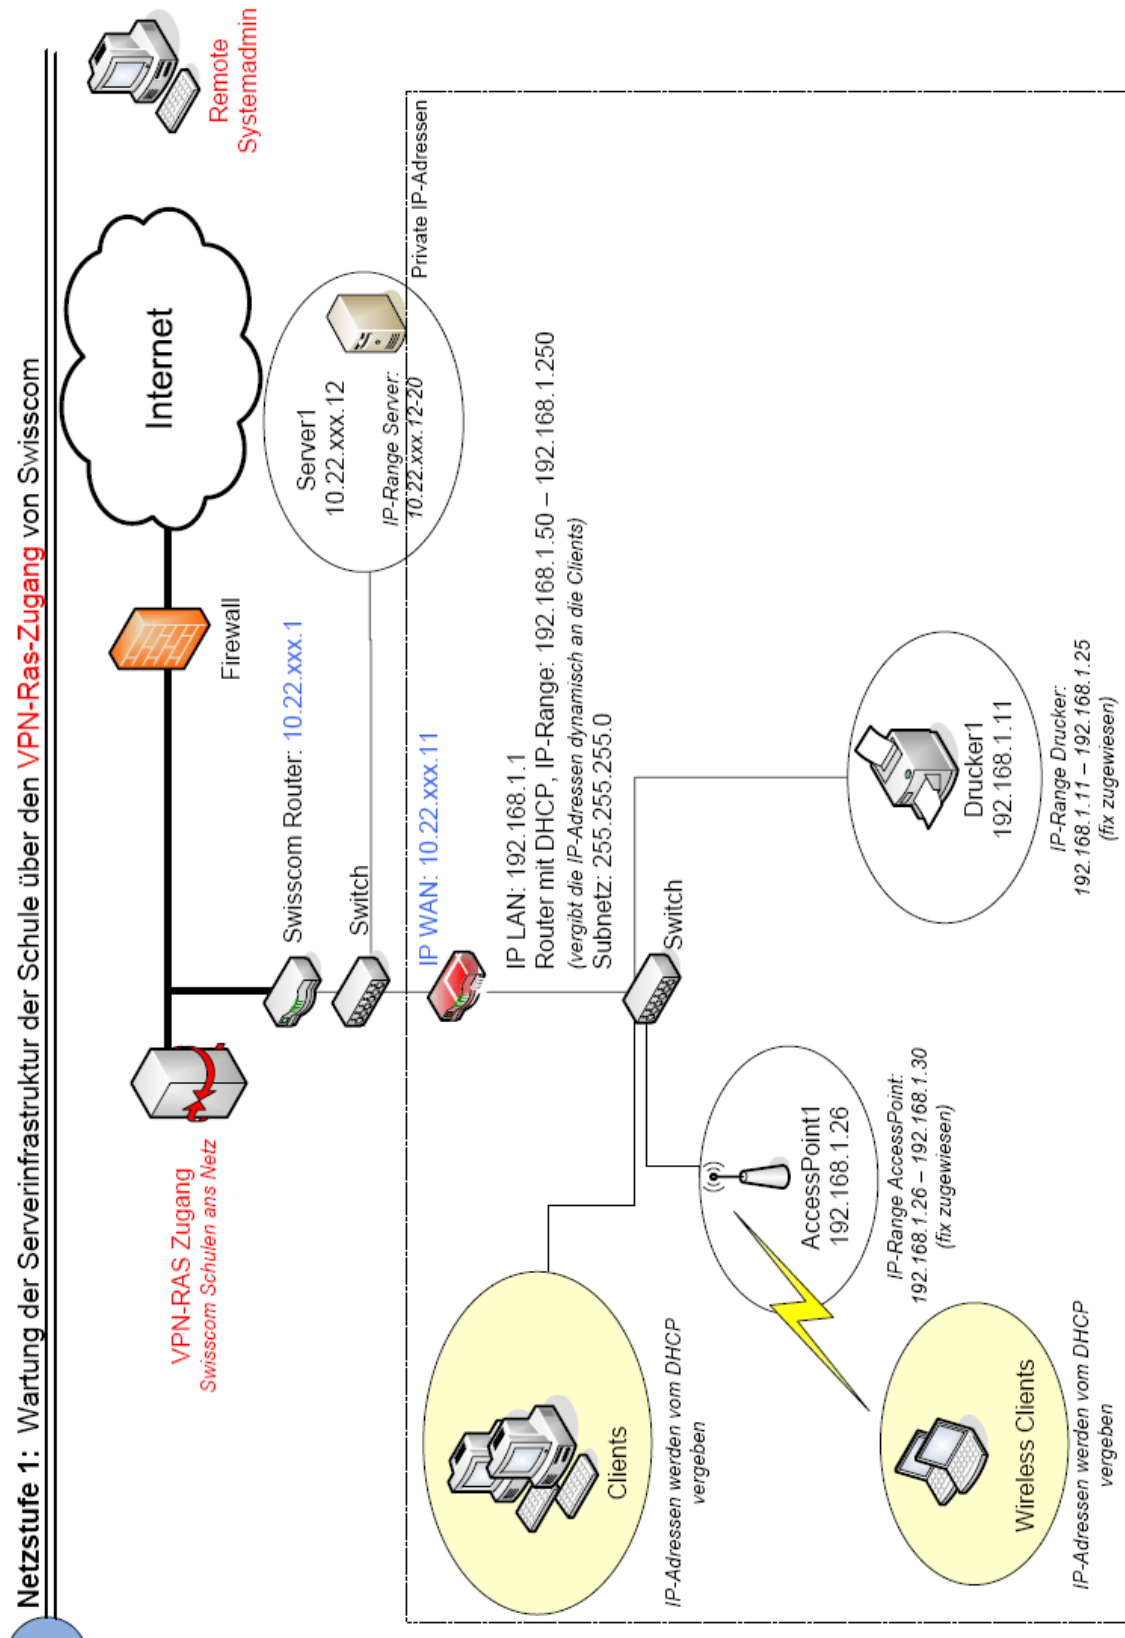 Netzstufe 1: Wartung der Serverinfrastruktur der Schule über den VPN-Ras-Zugang von Swisscom
Remote
Systemadmin
Internet
Firewall
VPN-RAS Zugang
Swisscom Schulen ans Netz
Swisscom Router: 10.22.xxx.1
Switch
Server1
10.22.xxx.12
IP-Range Server:
10.22.xxx.12-20
Private IP-Adressen
IP WAN: 10.22.xxx.11
IP LAN: 192.168.1.1
Router mit DHCP, IP-Range: 192.168.1.50 – 192.168.1.250
(vergibt die IP-Adressen dynamisch an die Clients)
Subnetz: 255.255.255.0
Switch
Clients
IP-Adressen werden vom DHCP
vergeben
AccessPoint1
192.168.1.26
IP-Range AccessPoint:
192.168.1.26 – 192.168.1.30
(fix zugewiesen)
Drucker1
192.168.1.11
IP-Range Drucker:
192.168.1.11 – 192.168.1.25
(fix zugewiesen)
Wireless Clients
IP-Adressen werden vom DHCP
vergeben